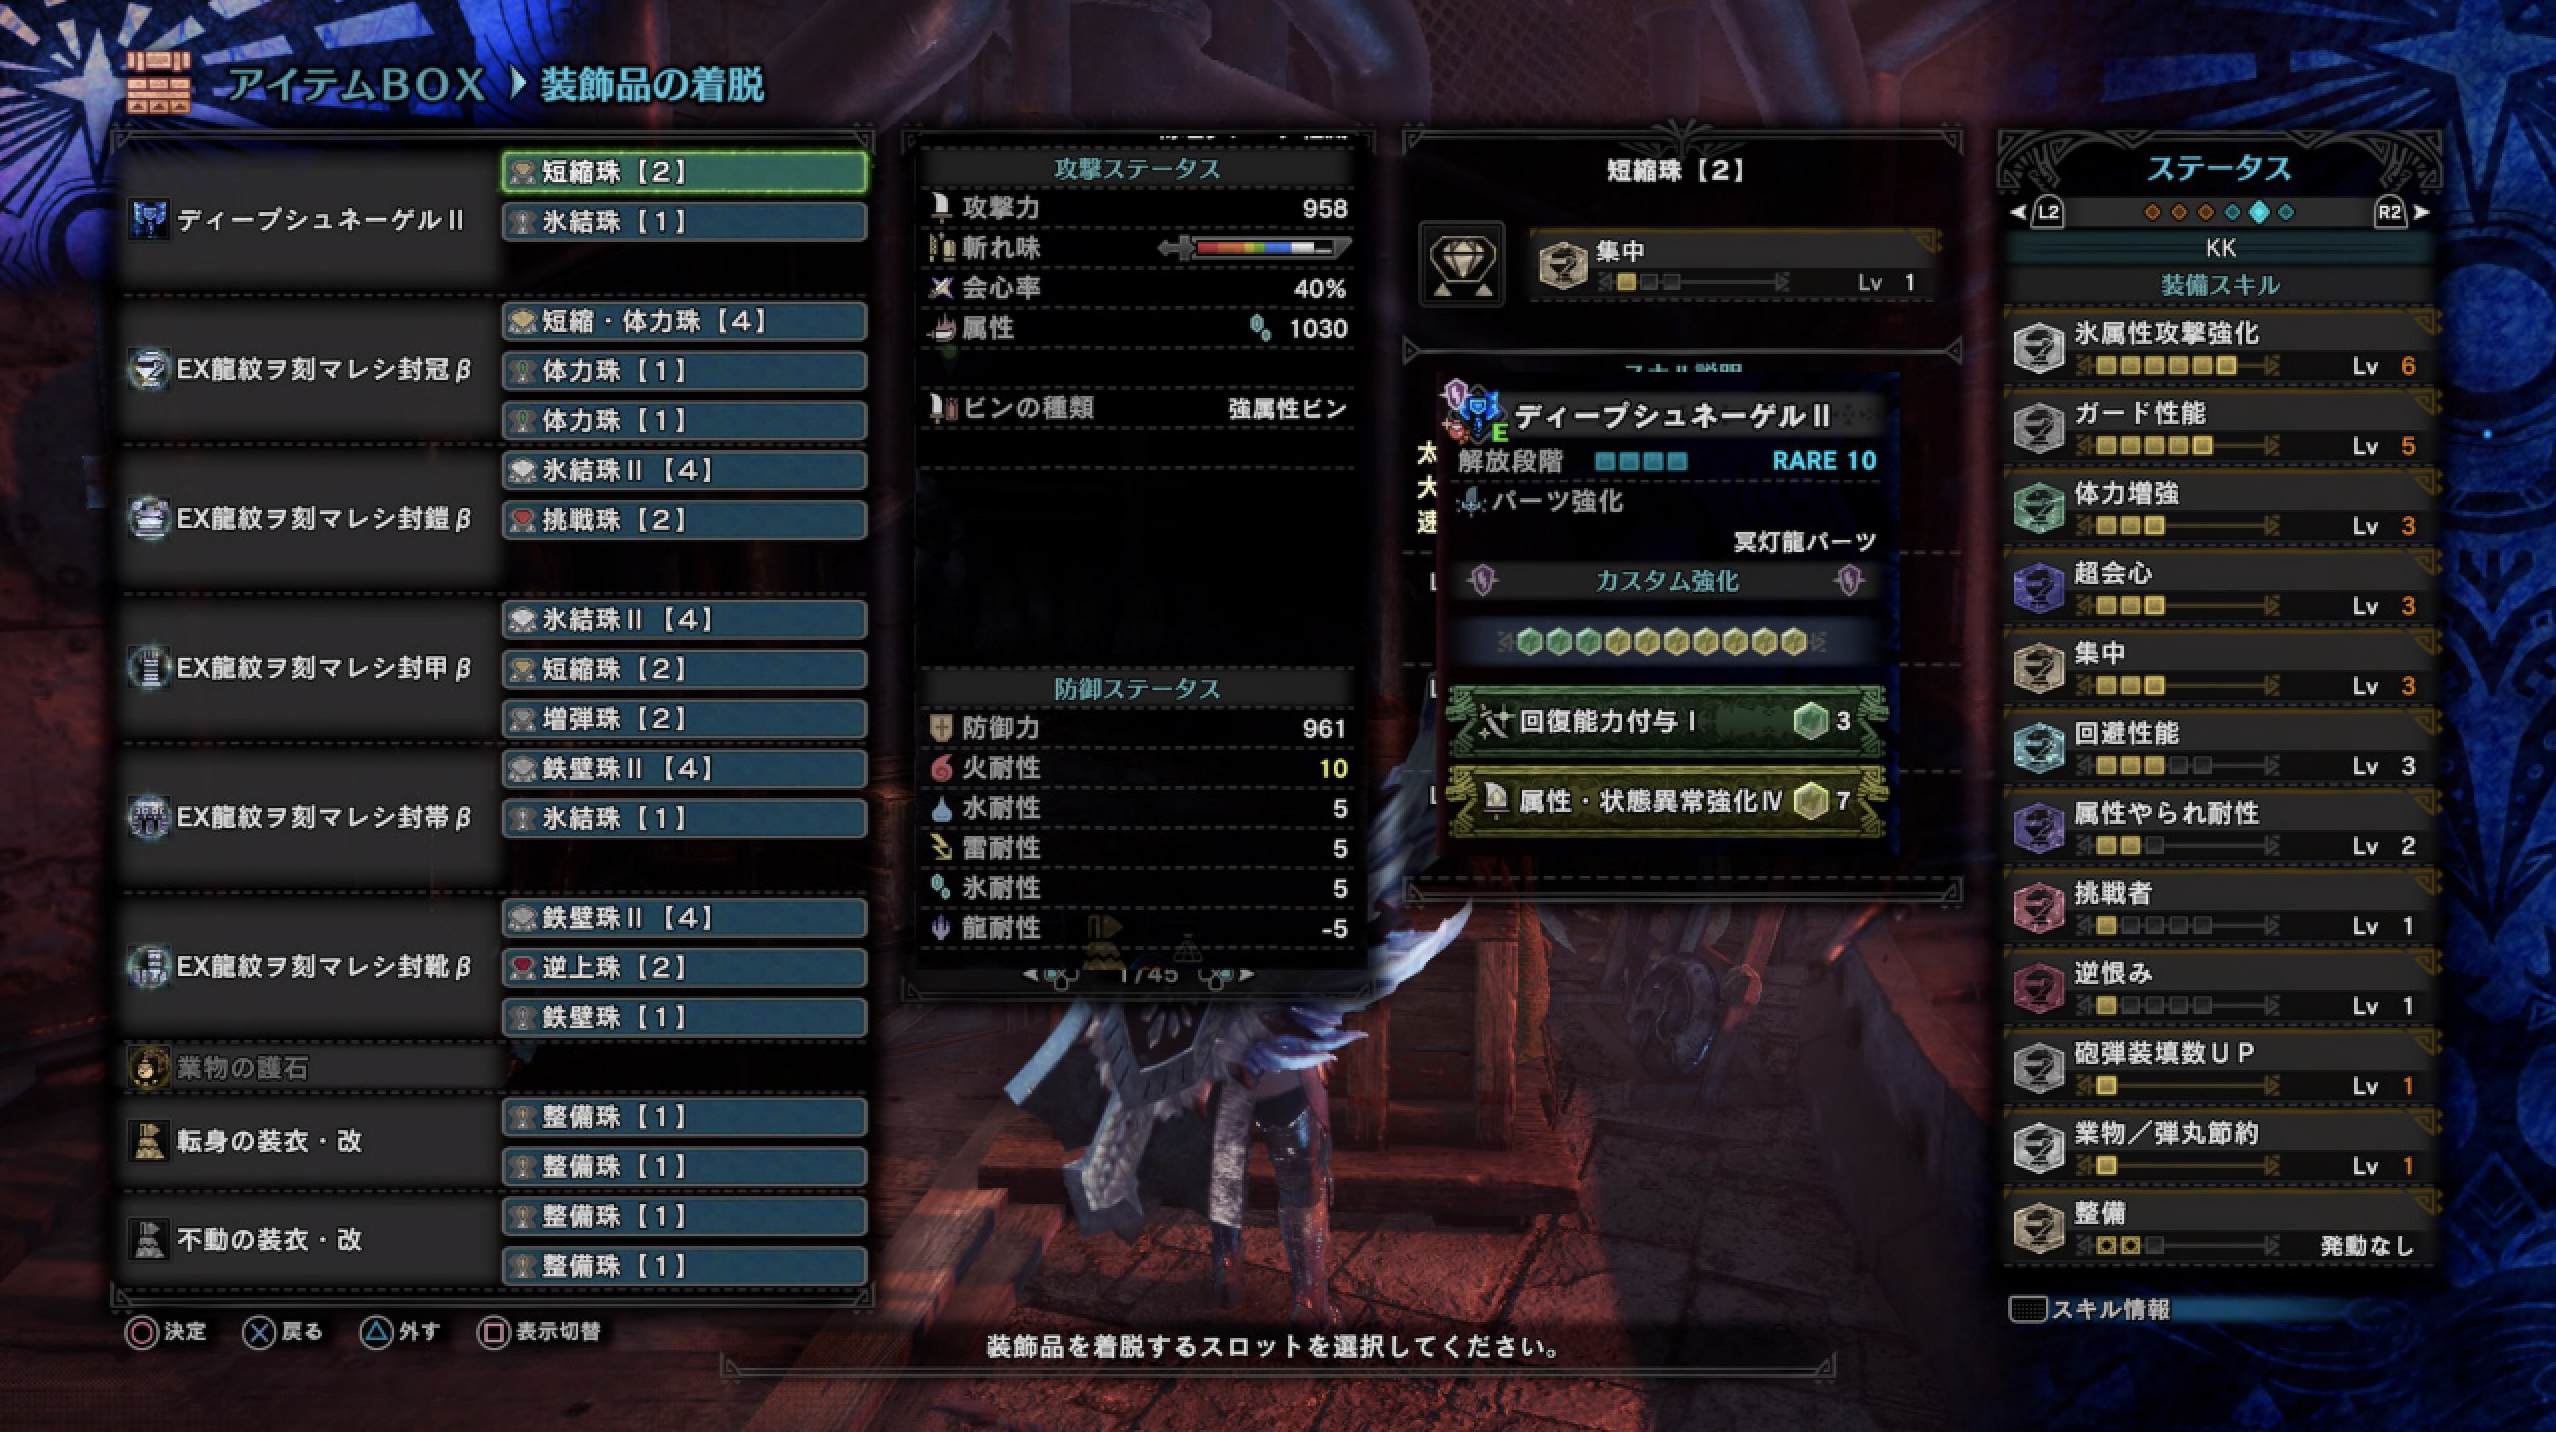 アイテムBOX 装飾品の着脱
ディープシュネーゲルⅡ
短縮珠【2】
氷結珠【1】
EX龍紋ヲ刻マレシ封冠β
短縮・体力珠【4】
体力珠【1】
体力珠【1】
EX龍紋ヲ刻マレシ封鎧β
氷結珠Ⅱ【4】
挑戦珠【2】
EX龍紋ヲ刻マレシ封甲β
氷結珠Ⅱ【4】
短縮珠【2】
増弾珠【2】
EX龍紋ヲ刻マレシ封帯β
鉄壁珠Ⅱ【4】
氷結珠【1】
EX龍紋ヲ刻マレシ封靴β
鉄壁珠Ⅱ【4】
逆上珠【2】
鉄壁珠【1】
業物の護石
転身の装衣・改
整備珠【1】
整備珠【1】
不動の装衣・改
整備珠【1】
整備珠【1】
決定 戻る 外す 表示切替
攻撃ステータス
攻撃力 958
斬れ味
会心率 40%
属性 1030
ビンの種類 強属性ビン
防御ステータス
防御力 961
火耐性 10
水耐性 5
雷耐性 5
氷耐性 5
龍耐性 -5
1/45
短縮珠【2】
集中
Lv 1
スキル説明
太
大
速
ディープシュネーゲルⅡ
E
解放段階 RARE 10
パーツ強化
冥灯龍パーツ
カスタム強化
回復能力付与Ⅰ 3
属性・状態異常強化Ⅳ 7
ステータス
L2 R2
KK
装備スキル
氷属性攻撃強化
Lv 6
ガード性能
Lv 5
体力増強
Lv 3
超会心
Lv 3
集中
Lv 3
回避性能
Lv 3
属性やられ耐性
Lv 2
挑戦者
Lv 1
逆恨み
Lv 1
砲弾装填数UP
Lv 1
業物／弾丸節約
Lv 1
整備
発動なし
スキル情報
装飾品を着脱するスロットを選択してください。